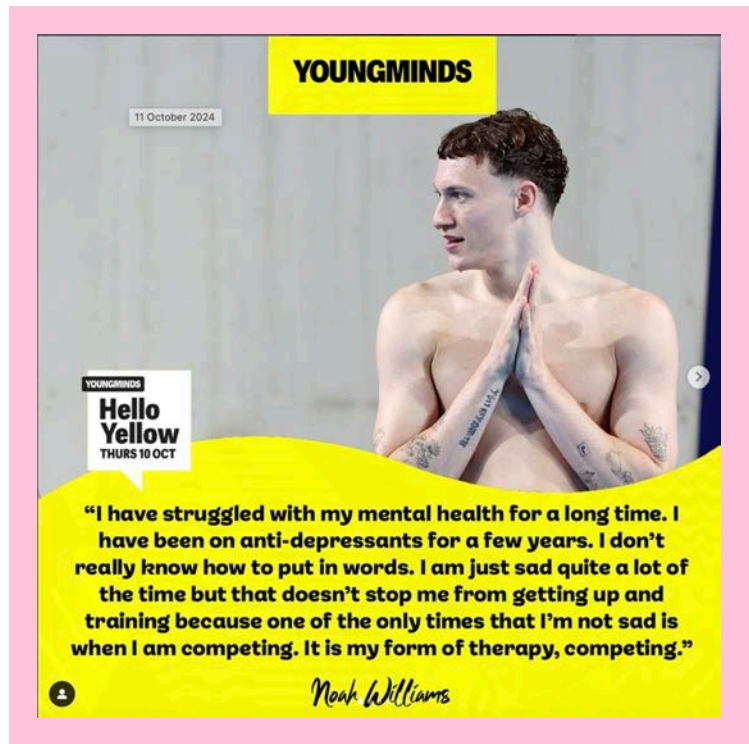 YOUNGMINDS
11 October 2024
YOUNGMINDS
Hello
Yellow
THURS 10 OCT
“I have struggled with my mental health for a long time. I
have been on anti-depressants for a few years. I don’t
really know how to put in words. I am just sad quite a lot of
the time but that doesn’t stop me from getting up and
training because one of the only times that I’m not sad is
when I am competing. It is my form of therapy, competing.”
Noah Williams